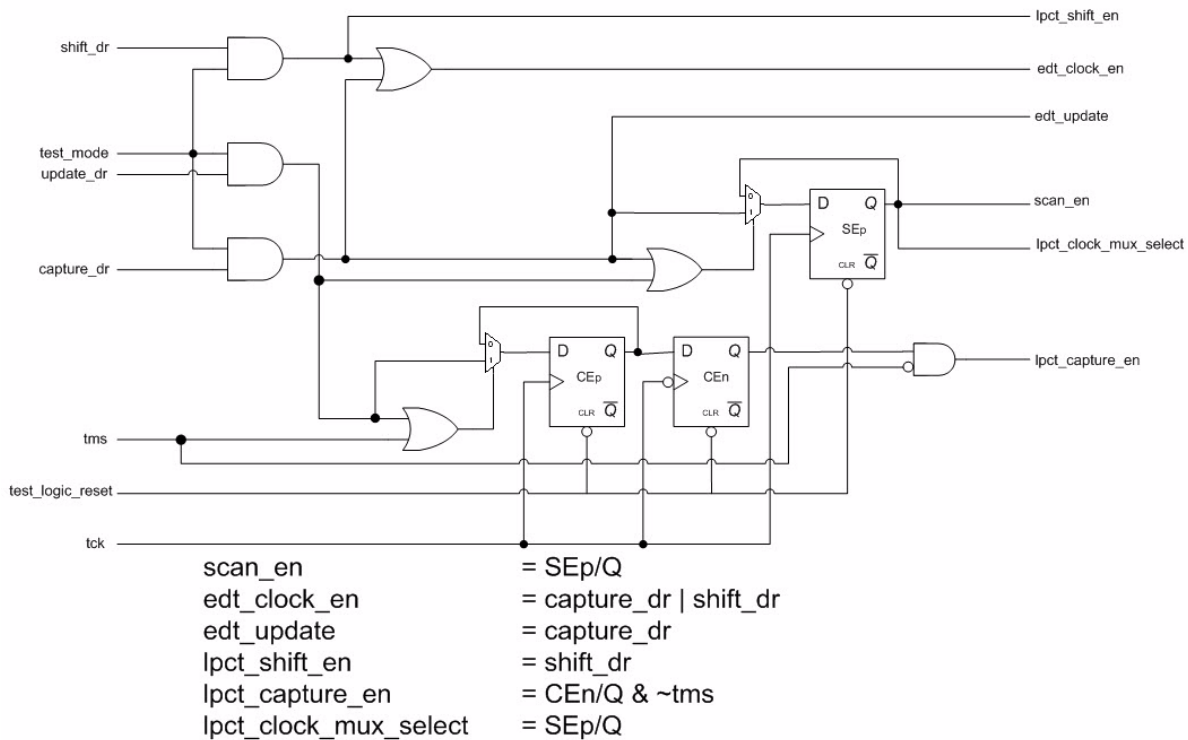 lpct_shift_en
shift_dr
edt_clock_en
edt_update
test_mode
update_dr
0
1
D Q
scan_en
SEp
lpct_clock_mux_select
capture_dr
CLR Q
0
1
D Q
D Q
lpct_capture_en
CEp
CEn
CLR Q
CLR Q
tms
test_logic_reset
tck
scan_en = SEp/Q
edt_clock_en = capture_dr | shift_dr
edt_update = capture_dr
lpct_shift_en = shift_dr
lpct_capture_en = CEn/Q & ~tms
lpct_clock_mux_select = SEp/Q